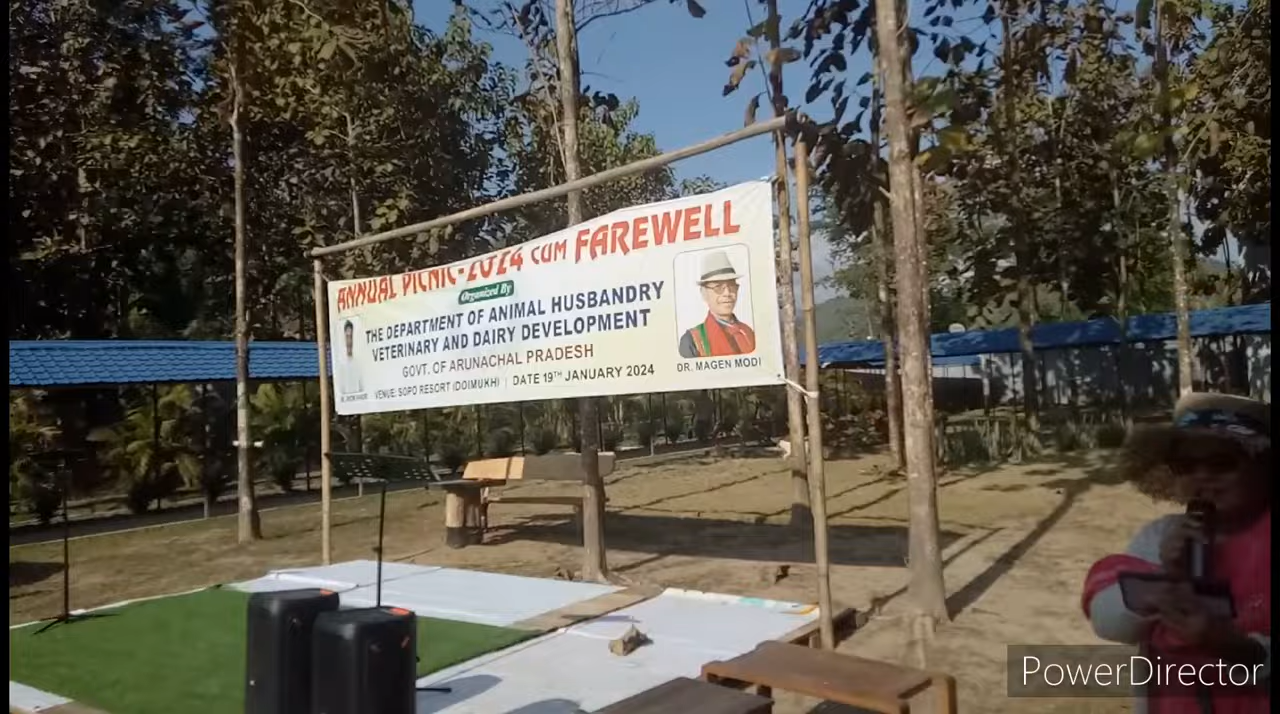 ANNUAL PICNIC-2024 CUM FAREWELL
Organized By
THE DEPARTMENT OF ANIMAL HUSBANDRY
VETERINARY AND DAIRY DEVELOPMENT
GOVT. OF ARUNACHAL PRADESH
VENUE: SOPO RESORT (DOIMUKH) DATE 19TH JANUARY 2024
DR. MAGEN MODI
PowerDirector